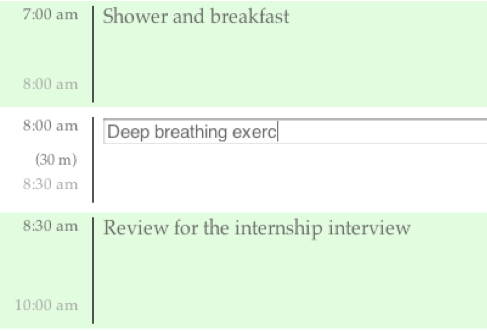 7:00 am Shower and breakfast
8:00 am
8:00 am Deep breathing exerc
(30 m)
8:30 am
8:30 am Review for the internship interview
10:00 am